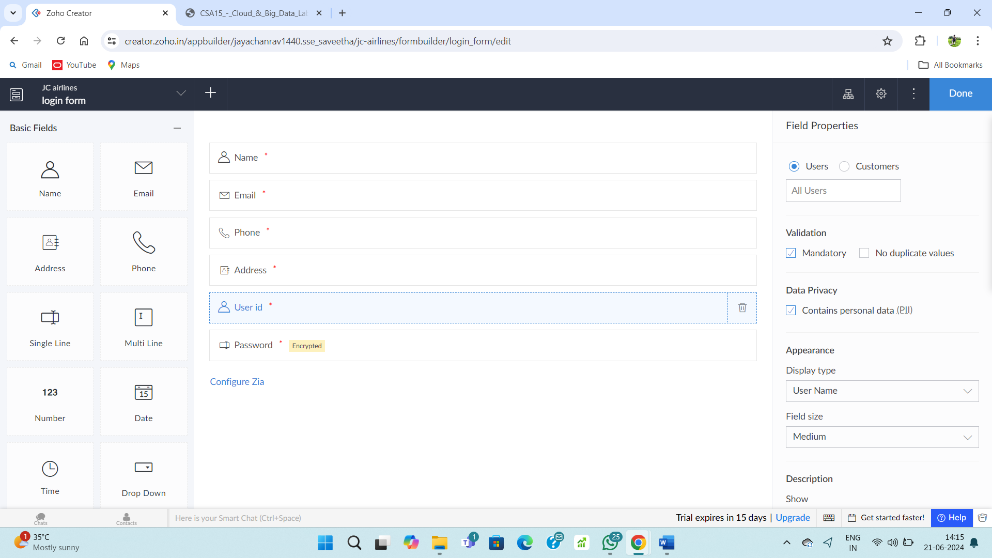 Zoho Creator
CSA15_-_Cloud_&_Big_Data_Lal
creator.zoho.in/appbuilder/jayachanrav1440.sse_saveetha/jc-airlines/formbuilder/login_form/edit
Gmail YouTube Maps All Bookmarks
JC airlines
login form
Done
Basic Fields
Name
Email
Address
Phone
Single Line
Multi Line
123
Number
15
Date
Time
Drop Down
Name *
Email *
Phone *
Address *
User id *
Password * Encrypted
Configure Zia
Field Properties
Users Customers
All Users
Validation
Mandatory No duplicate values
Data Privacy
Contains personal data (PII)
Appearance
Display type
User Name
Field size
Medium
Description
Show
Chats Contacts Here is your Smart Chat (Ctrl+Space) Trial expires in 15 days | Upgrade Get started faster! Help
1 35°C
Mostly sunny
1
25
ENG
IN
14:15
21-06-2024